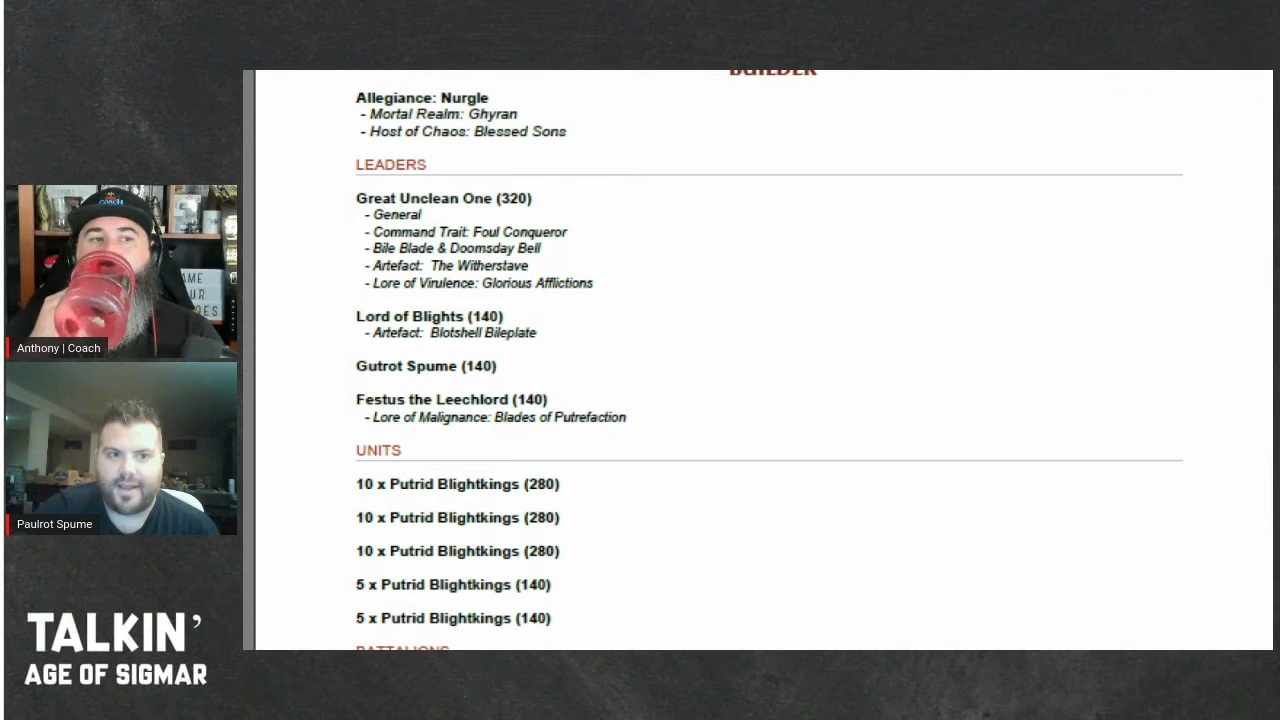 BUILDER
Allegiance: Nurgle
- Mortal Realm: Ghyran
- Host of Chaos: Blessed Sons
LEADERS
Great Unclean One (320)
- General
- Command Trait: Foul Conqueror
- Bile Blade & Doomsday Bell
- Artefact: The Witherstave
- Lore of Virulence: Glorious Afflictions
Lord of Blights (140)
- Artefact: Blotshell Bileplate
Gutrot Spume (140)
Festus the Leechlord (140)
- Lore of Malignance: Blades of Putrefaction
UNITS
10 x Putrid Blightkings (280)
10 x Putrid Blightkings (280)
10 x Putrid Blightkings (280)
5 x Putrid Blightkings (140)
5 x Putrid Blightkings (140)
BATTALIONS
COACH
Anthony | Coach
Paulrot Spume
TALKIN'
AGE OF SIGMAR